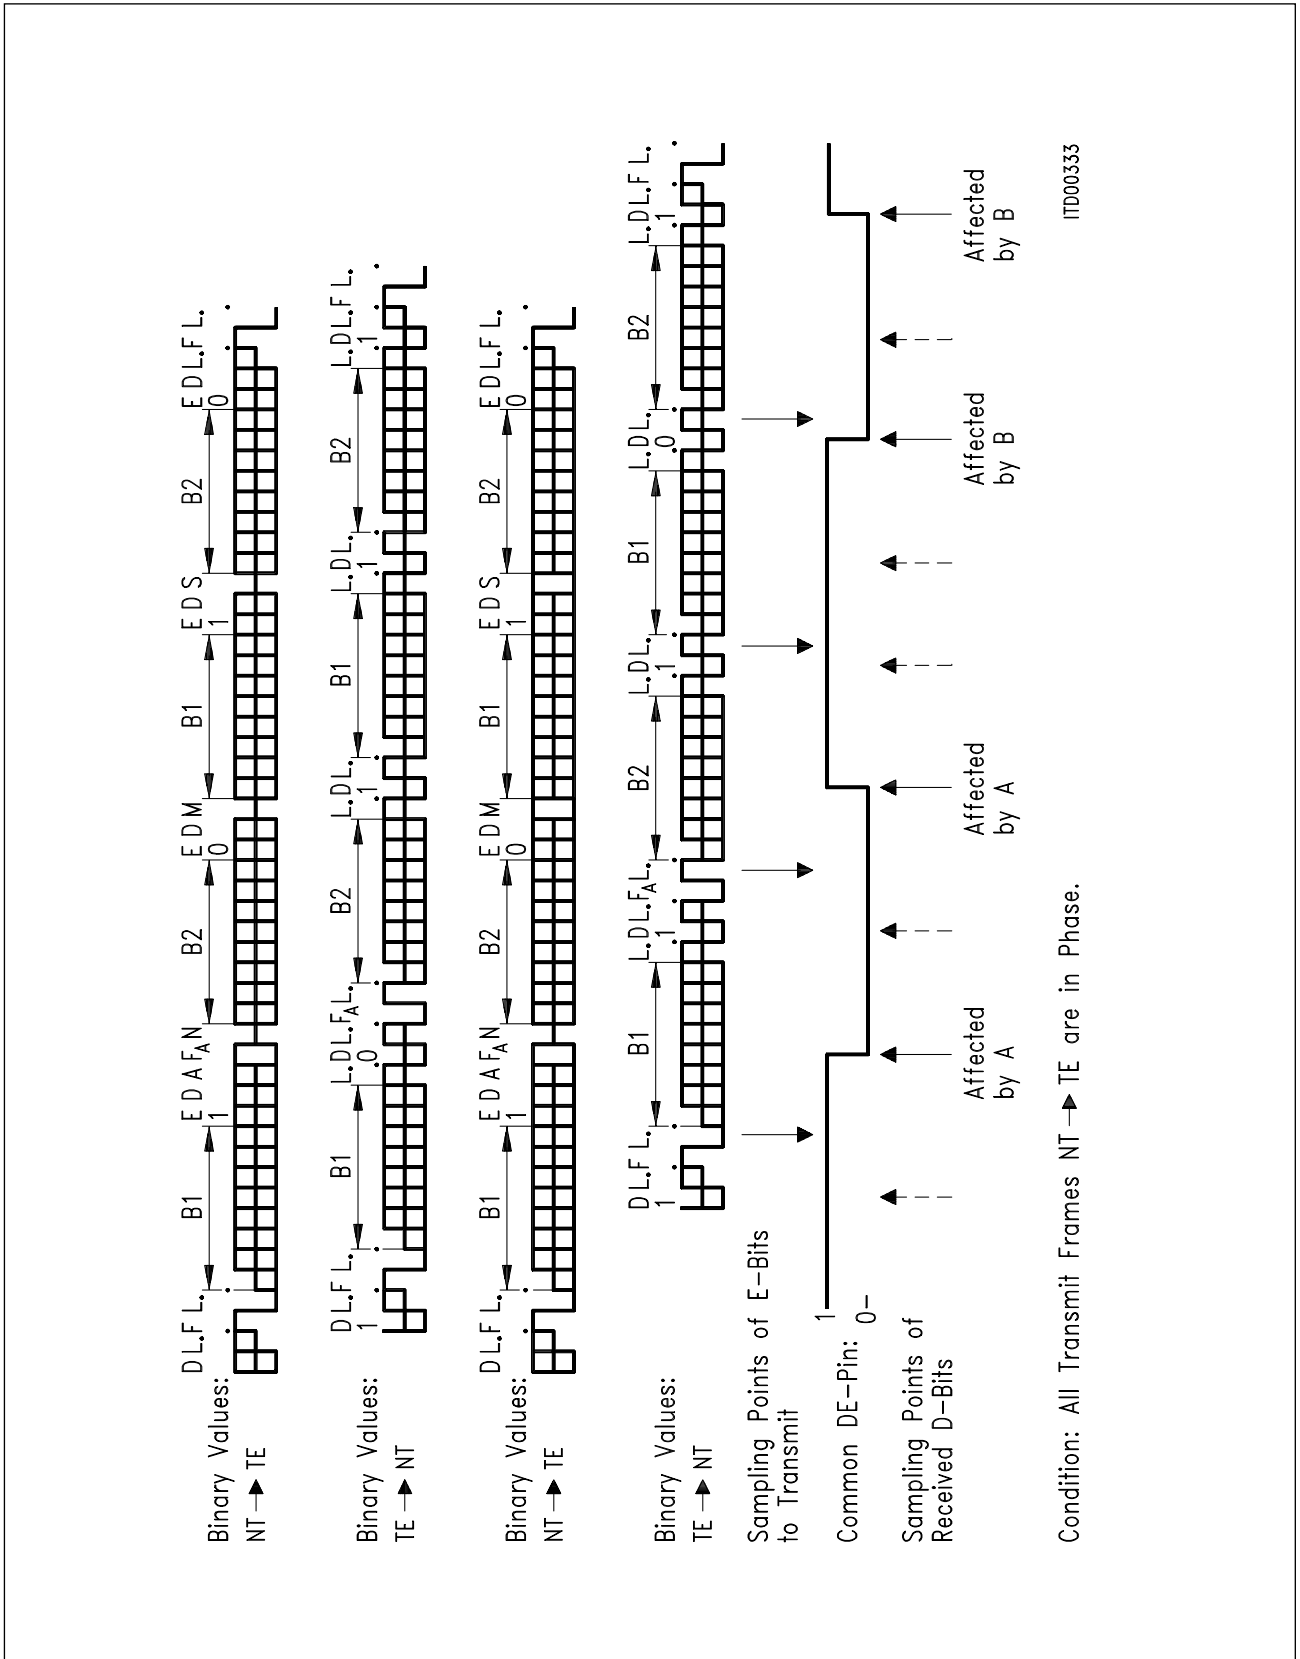 D L. F L. B1 E D A F_A N B2 E D M B1 E D S B2 E D L. F L.
1 0 1 0
Binary Values:
NT → TE
D L. F L. B1 L. D L. F_A L. B2 L. D L. B1 L. D L. B2 L. D L. F L.
1 0 1 1 1
Binary Values:
TE → NT
D L. F L. B1 E D A F_A N B2 E D M B1 E D S B2 E D L. F L.
1 0 1 0
Binary Values:
NT → TE
D L. F L. B1 L. D L. F_A L. B2 L. D L. B1 L. D L. B2 L. D L. F L.
1 1 1 0 1
Binary Values:
TE → NT
Sampling Points of E-Bits
to Transmit
Common DE-Pin: 1
0-
Sampling Points of
Received D-Bits
Affected
by A
Affected
by A
Affected
by B
Affected
by B
Condition: All Transmit Frames NT → TE are in Phase.
ITD00333